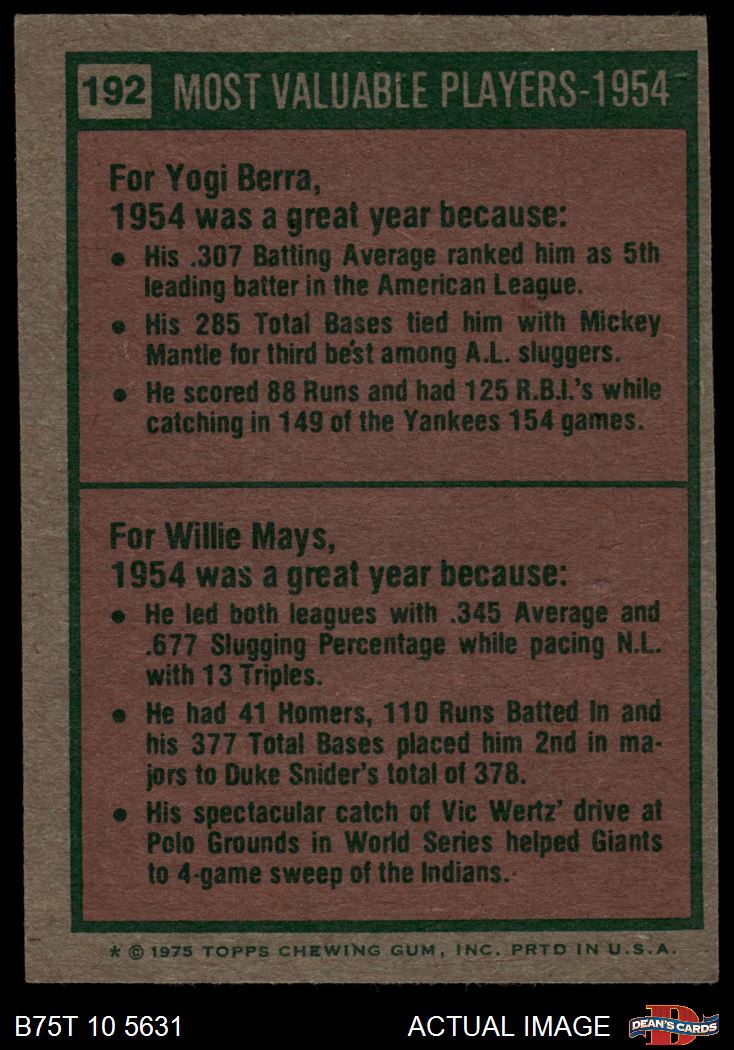 192 MOST VALUABLE PLAYERS-1954
For Yogi Berra,
1954 was a great year because:
● His .307 Batting Average ranked him as 5th
leading batter in the American League.
● His 285 Total Bases tied him with Mickey
Mantle for third best among A.L. sluggers.
● He scored 88 Runs and had 125 R.B.I.'s while
catching in 149 of the Yankees 154 games.
For Willie Mays,
1954 was a great year because:
● He led both leagues with .345 Average and
.677 Slugging Percentage while pacing N.L.
with 13 Triples.
● He had 41 Homers, 110 Runs Batted In and
his 377 Total Bases placed him 2nd in ma-
jors to Duke Snider's total of 378.
● His spectacular catch of Vic Wertz' drive at
Polo Grounds in World Series helped Giants
to 4-game sweep of the Indians.
* © 1975 TOPPS CHEWING GUM, INC. PRTD IN U.S.A.
B75T 10 5631 ACTUAL IMAGE DEAN'S CARDS